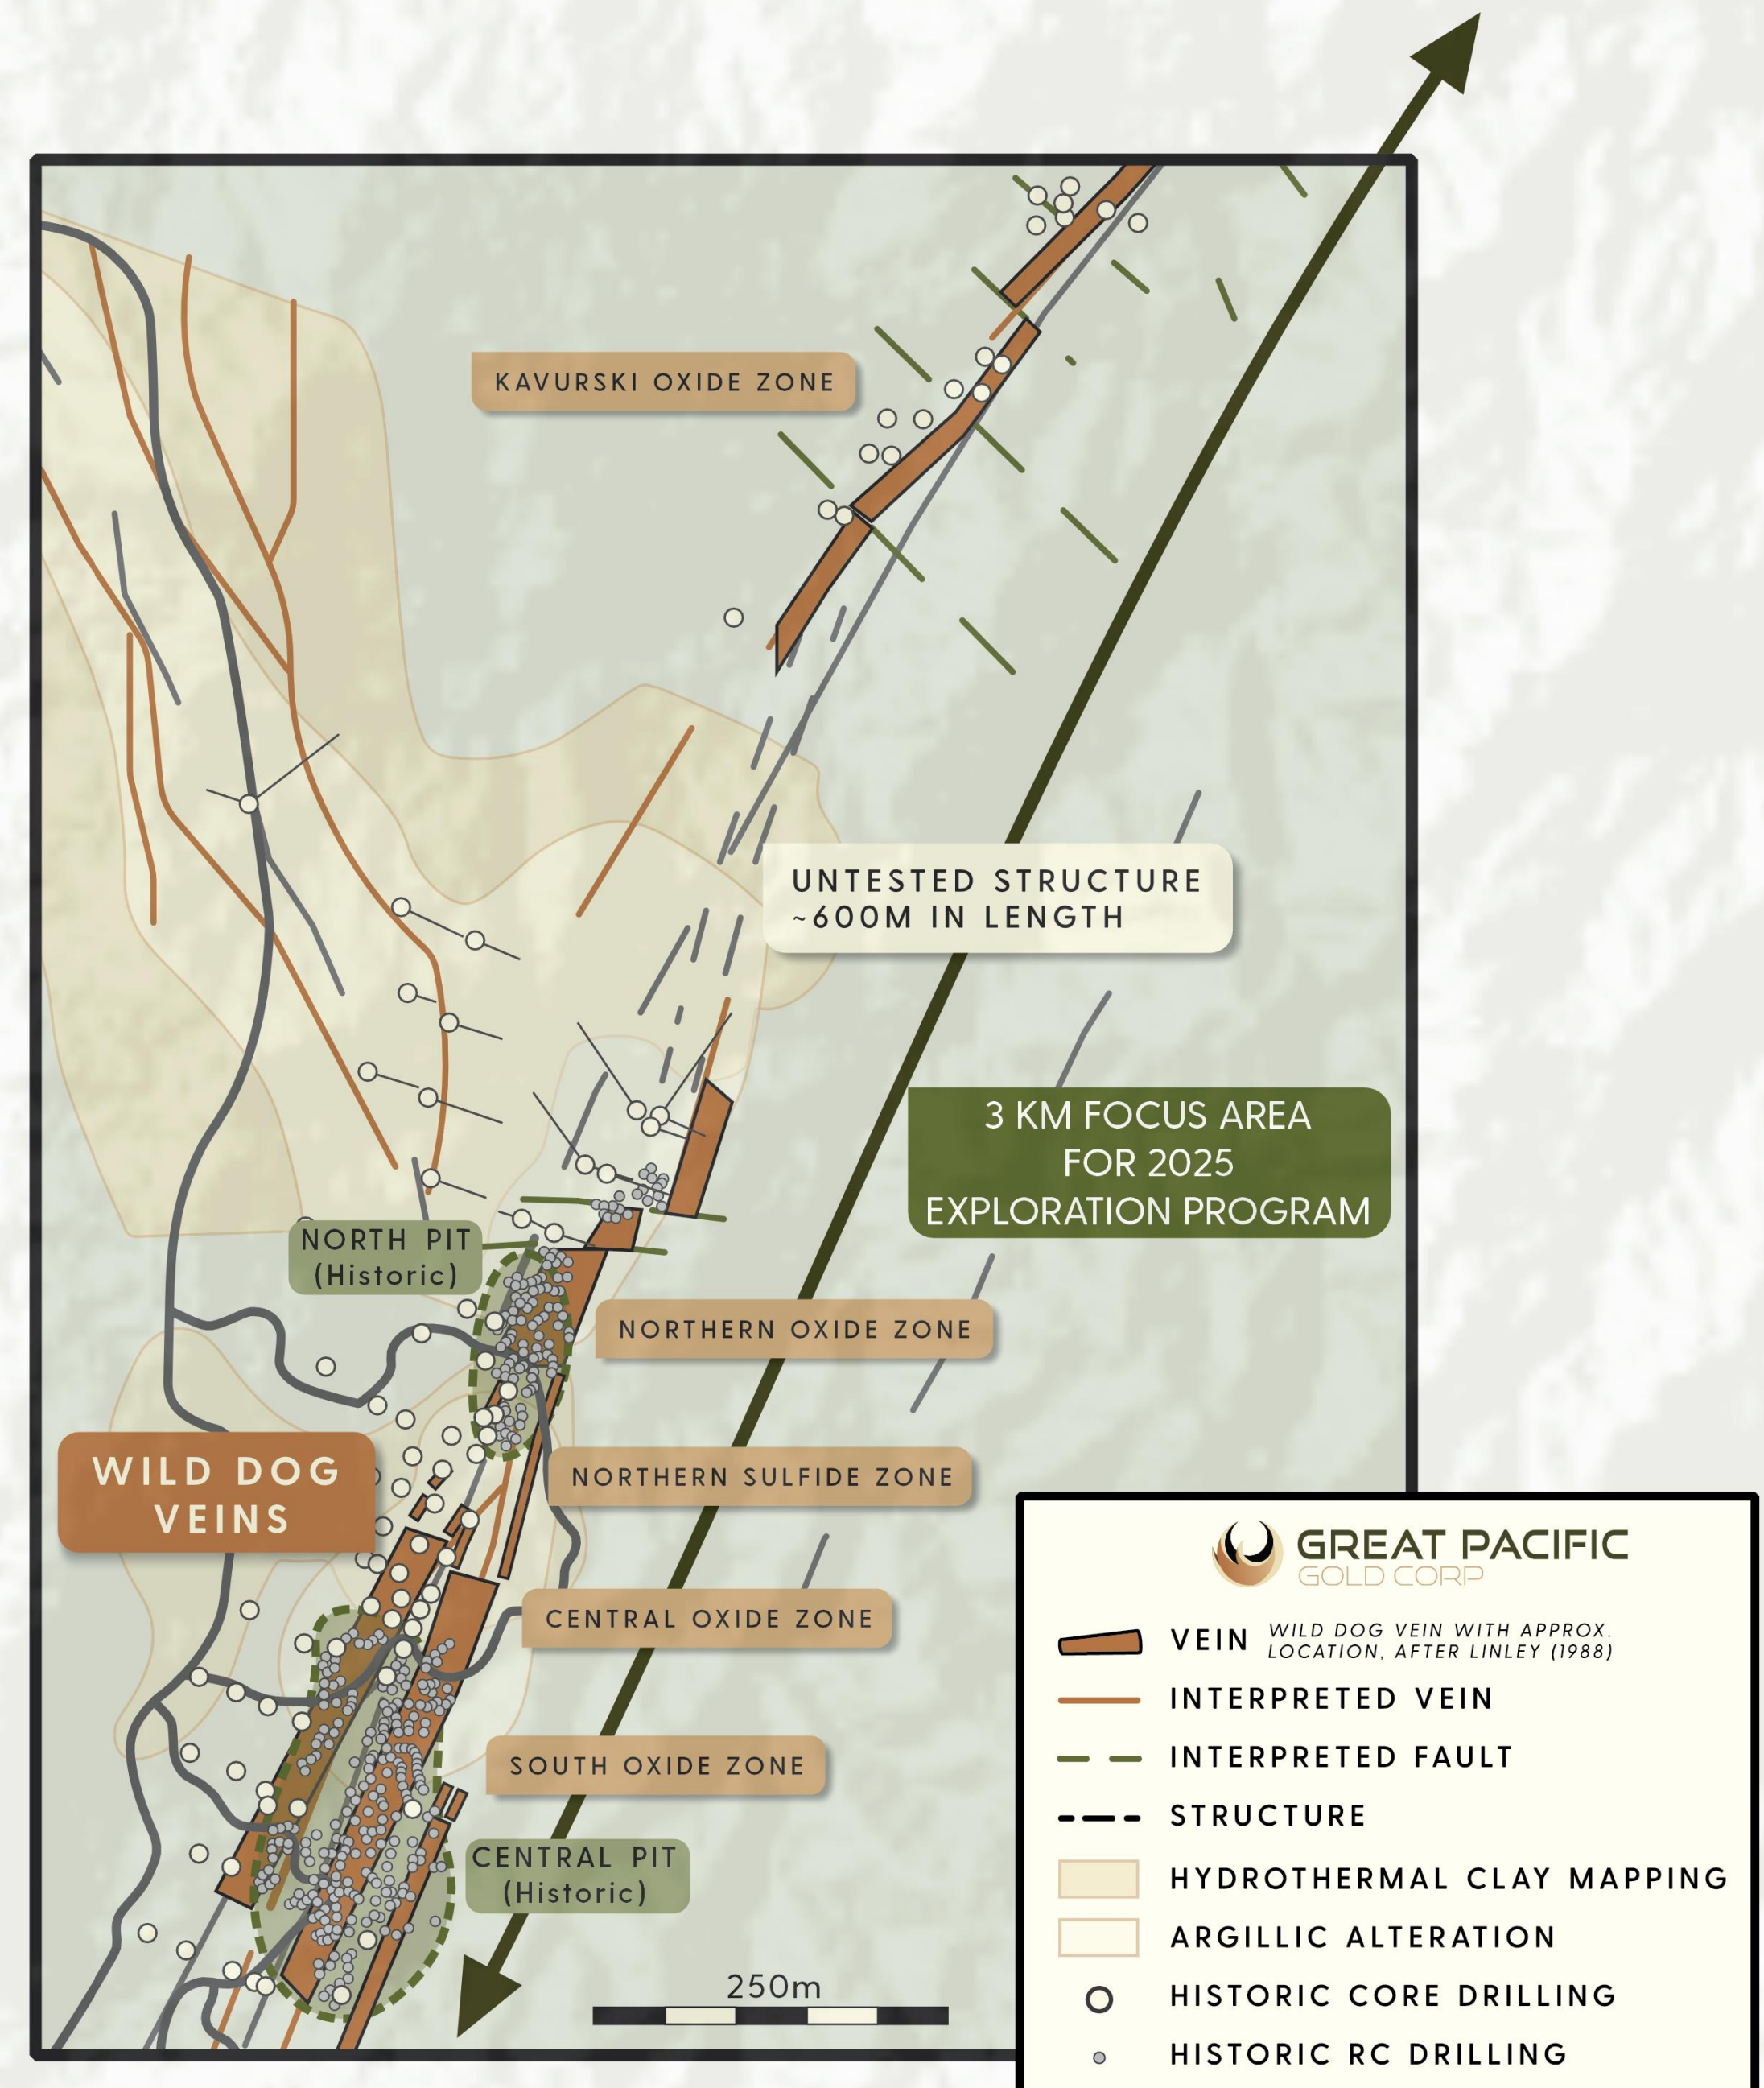 KAVURSKI OXIDE ZONE
UNTESTED STRUCTURE
~600M IN LENGTH
3 KM FOCUS AREA
FOR 2025
EXPLORATION PROGRAM
NORTH PIT
(Historic)
NORTHERN OXIDE ZONE
WILD DOG
VEINS
NORTHERN SULFIDE ZONE
CENTRAL OXIDE ZONE
SOUTH OXIDE ZONE
CENTRAL PIT
(Historic)
250m
GREAT PACIFIC
GOLD CORP
VEIN WILD DOG VEIN WITH APPROX.
LOCATION, AFTER LINLEY (1988)
INTERPRETED VEIN
INTERPRETED FAULT
STRUCTURE
HYDROTHERMAL CLAY MAPPING
ARGILLIC ALTERATION
HISTORIC CORE DRILLING
HISTORIC RC DRILLING